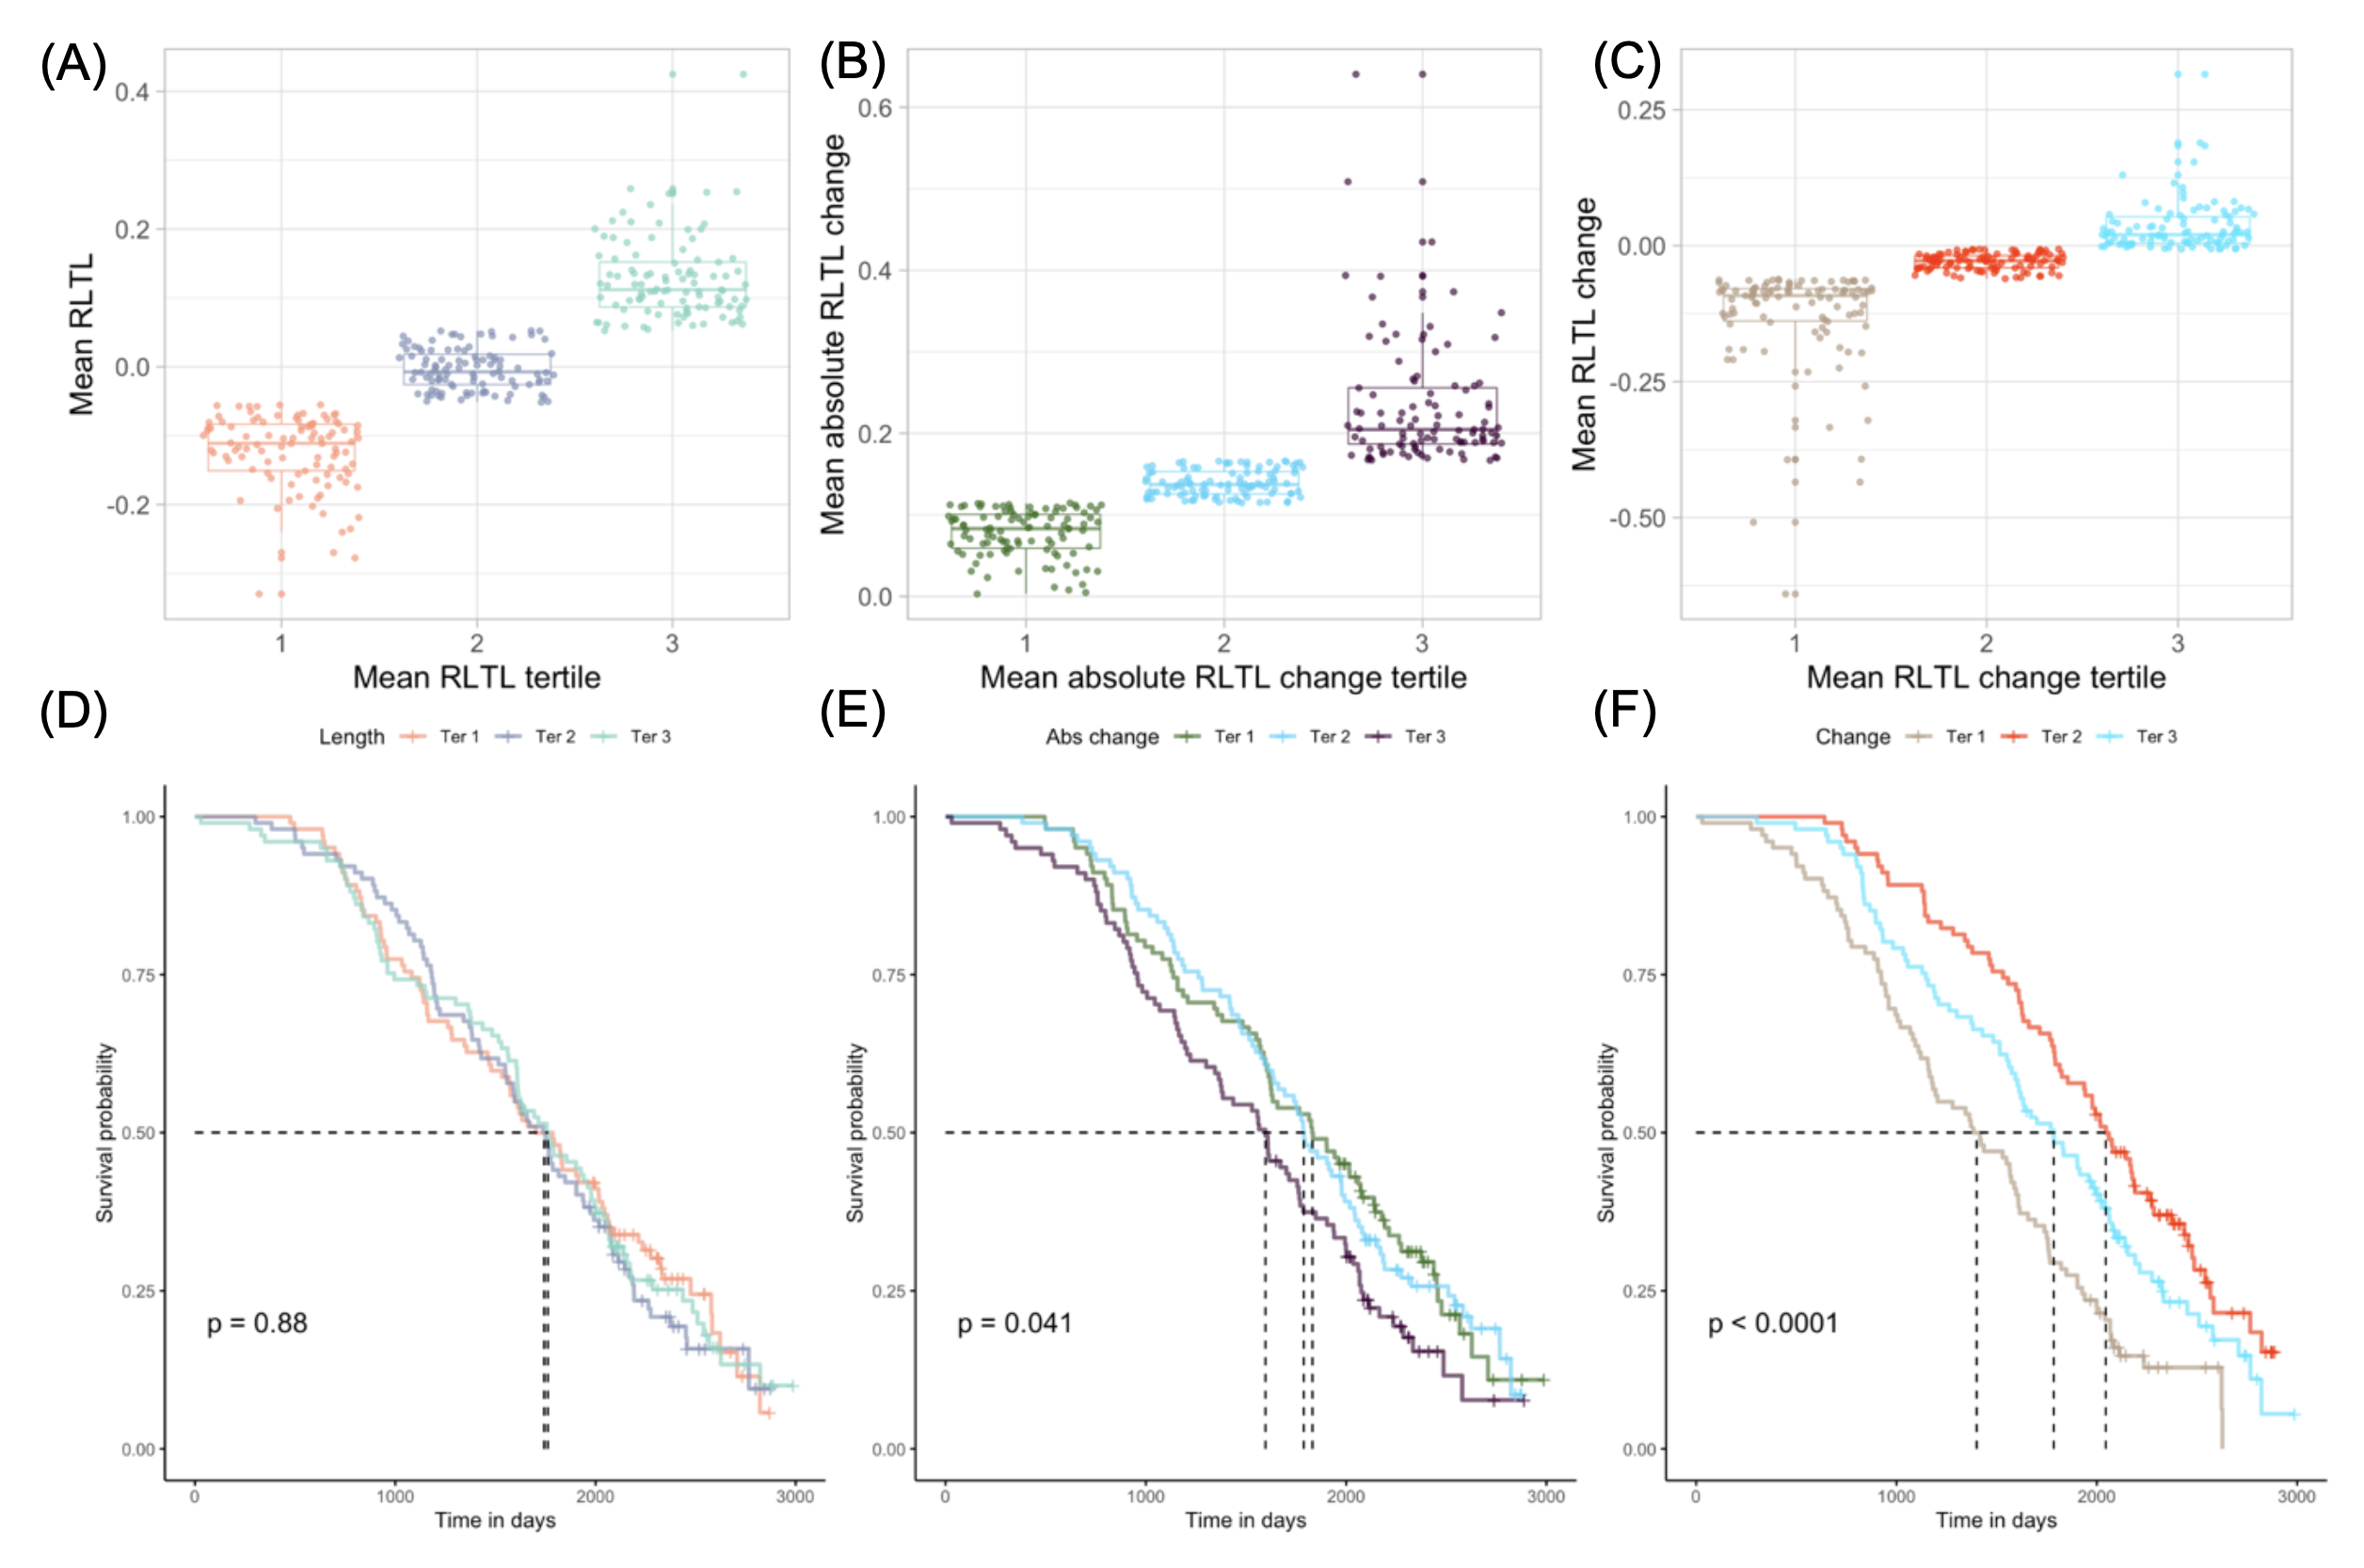 (A)
0.4
0.2
0.0
-0.2
Mean RLTL
1 2 3
Mean RLTL tertile
(B)
0.6
0.4
0.2
0.0
Mean absolute RLTL change
1 2 3
Mean absolute RLTL change tertile
(C)
0.25
0.00
-0.25
-0.50
Mean RLTL change
1 2 3
Mean RLTL change tertile
(D)
Length Ter 1 Ter 2 Ter 3
1.00
0.75
0.50
0.25
0.00
Survival probability
p = 0.88
0 1000 2000 3000
Time in days
(E)
Abs change Ter 1 Ter 2 Ter 3
1.00
0.75
0.50
0.25
0.00
Survival probability
p = 0.041
0 1000 2000 3000
Time in days
(F)
Change Ter 1 Ter 2 Ter 3
1.00
0.75
0.50
0.25
0.00
Survival probability
p < 0.0001
0 1000 2000 3000
Time in days